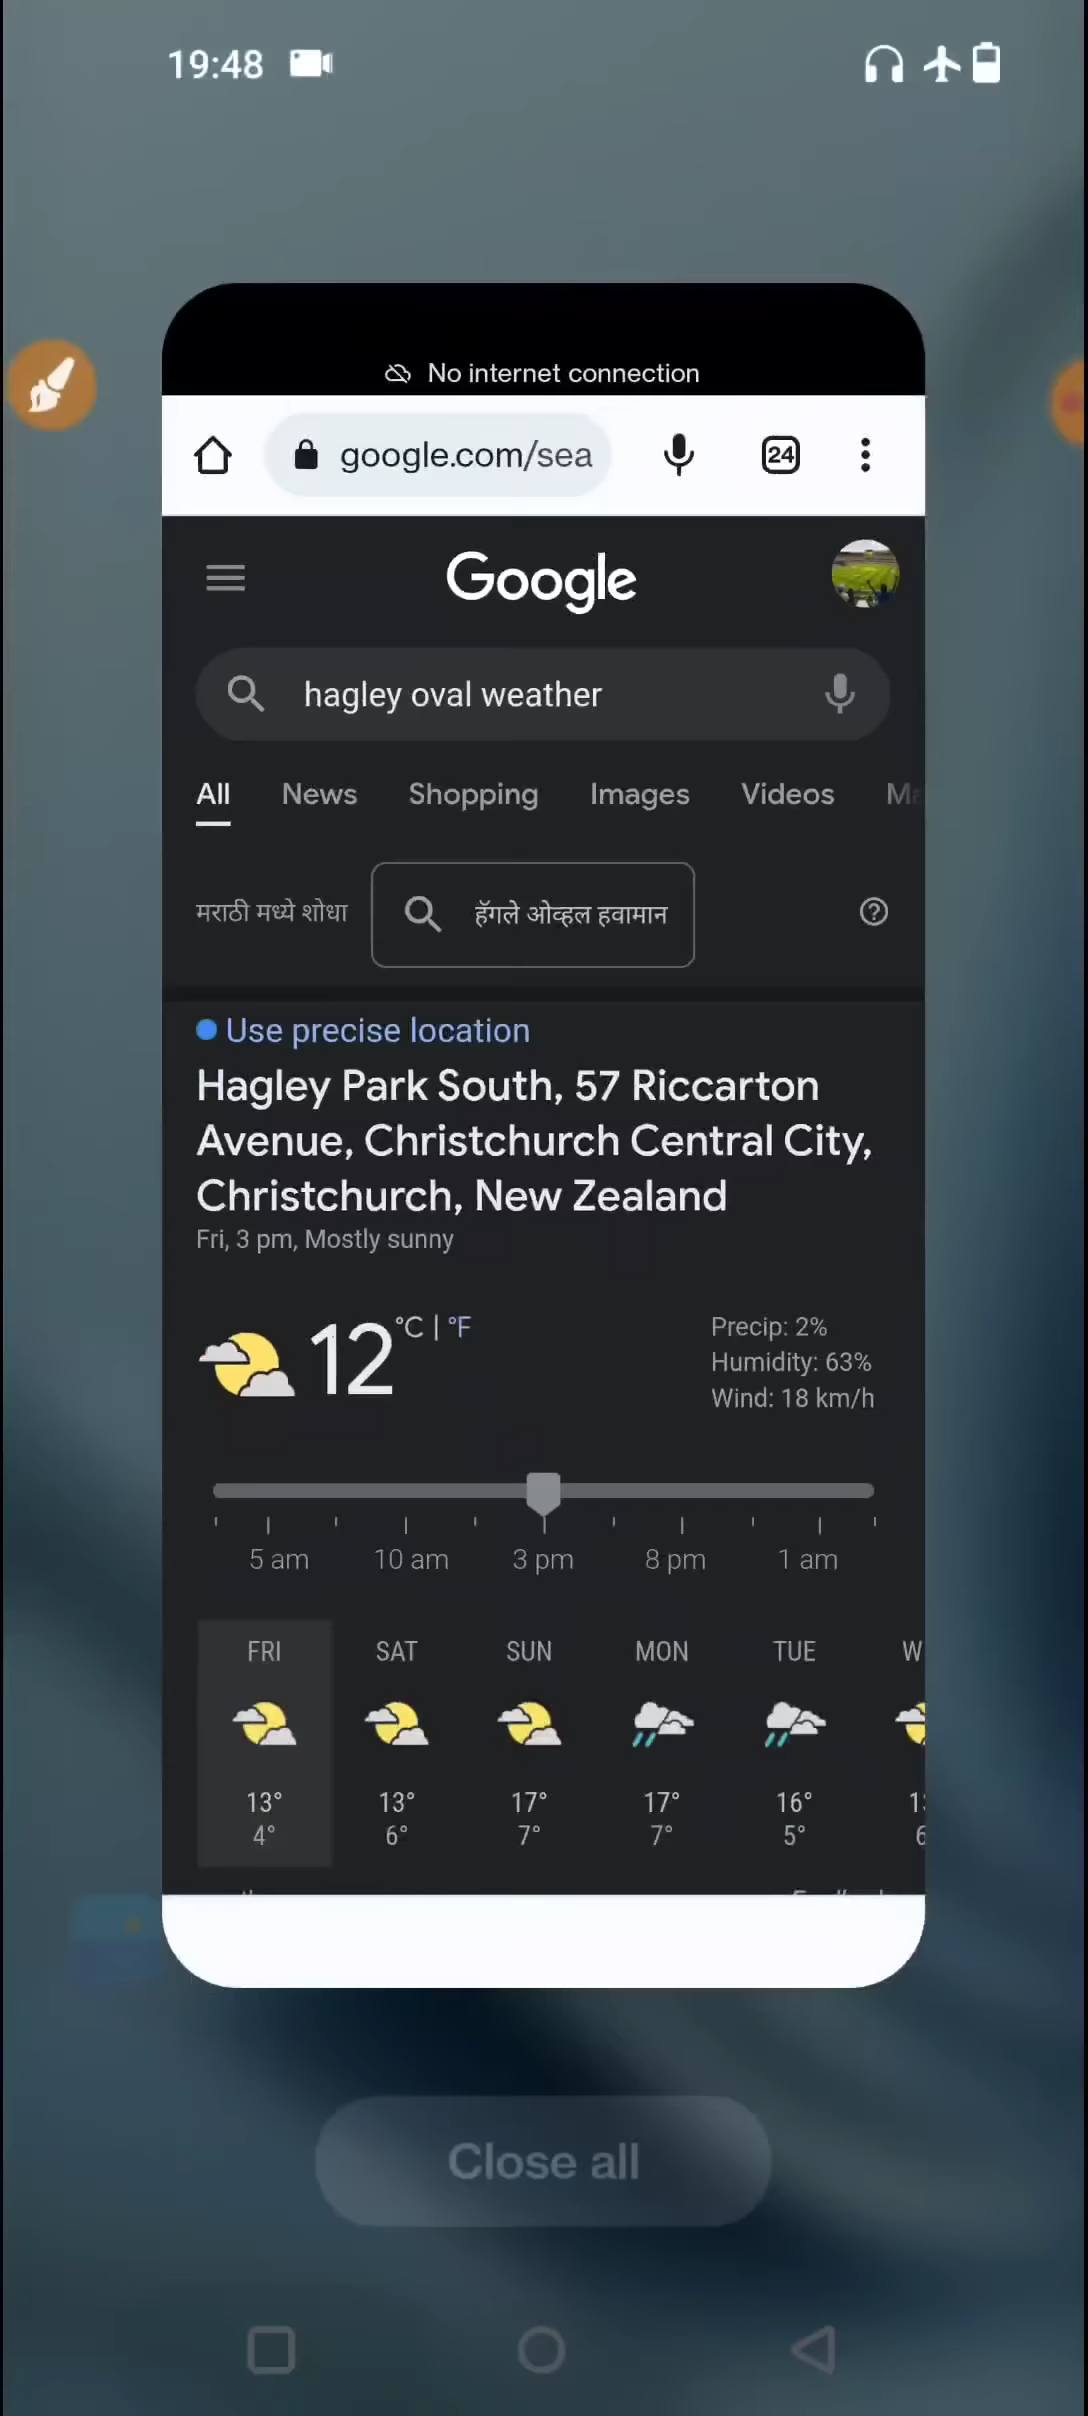 19:48
No internet connection
google.com/sea
24
Google
hagley oval weather
All News Shopping Images Videos
मराठी मध्ये शोधा
हॅगले ओव्हल हवामान
Use precise location
Hagley Park South, 57 Riccarton
Avenue, Christchurch Central City,
Christchurch, New Zealand
Fri, 3 pm, Mostly sunny
12 °C | °F
Precip: 2%
Humidity: 63%
Wind: 18 km/h
5 am 10 am 3 pm 8 pm 1 am
FRI SAT SUN MON TUE
13° 13° 17° 17° 16°
4° 6° 7° 7° 5°
Close all